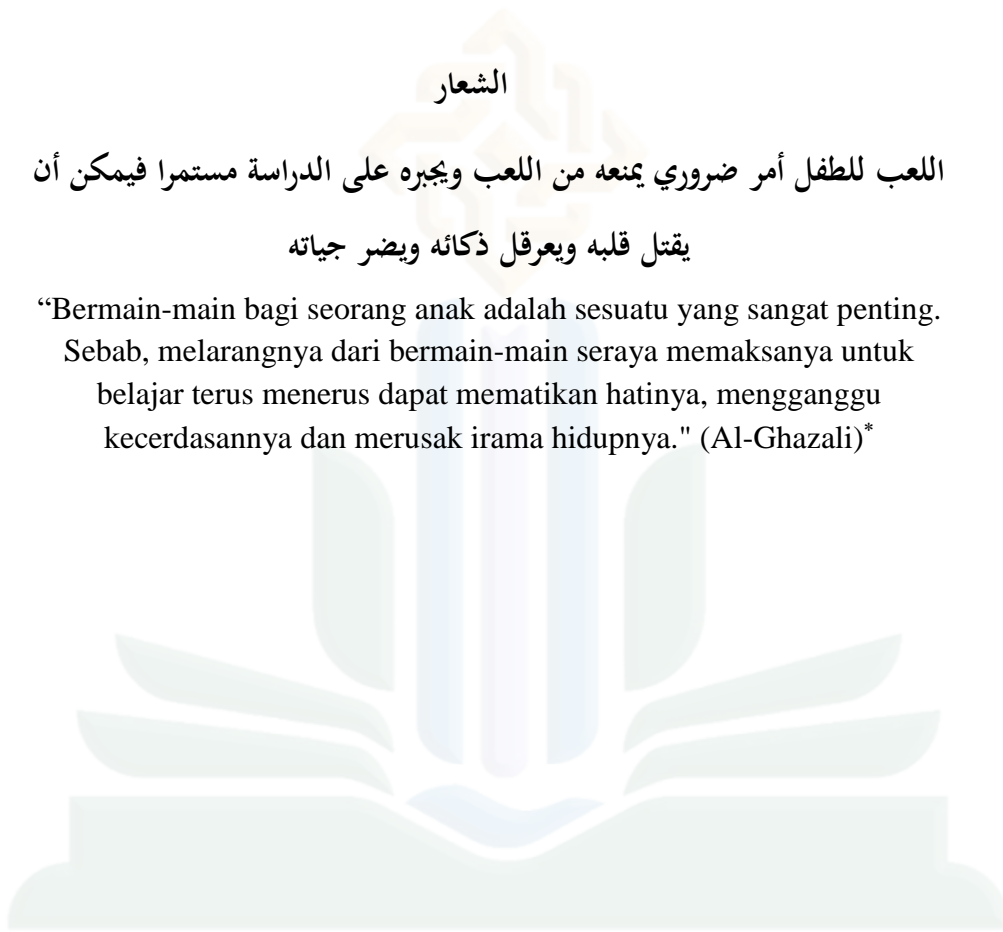 الشعار
اللعب للطفل أمر ضروري يمنعه من اللعب ويجبره على الدراسة مستمرا فيمكن أن
يقتل قلبه ويعرقل ذكائه ويضر جياته
“Bermain-main bagi seorang anak adalah sesuatu yang sangat penting.
Sebab, melarangnya dari bermain-main seraya memaksanya untuk
belajar terus menerus dapat mematikan hatinya, mengganggu
kecerdasannya dan merusak irama hidupnya." (Al-Ghazali)*